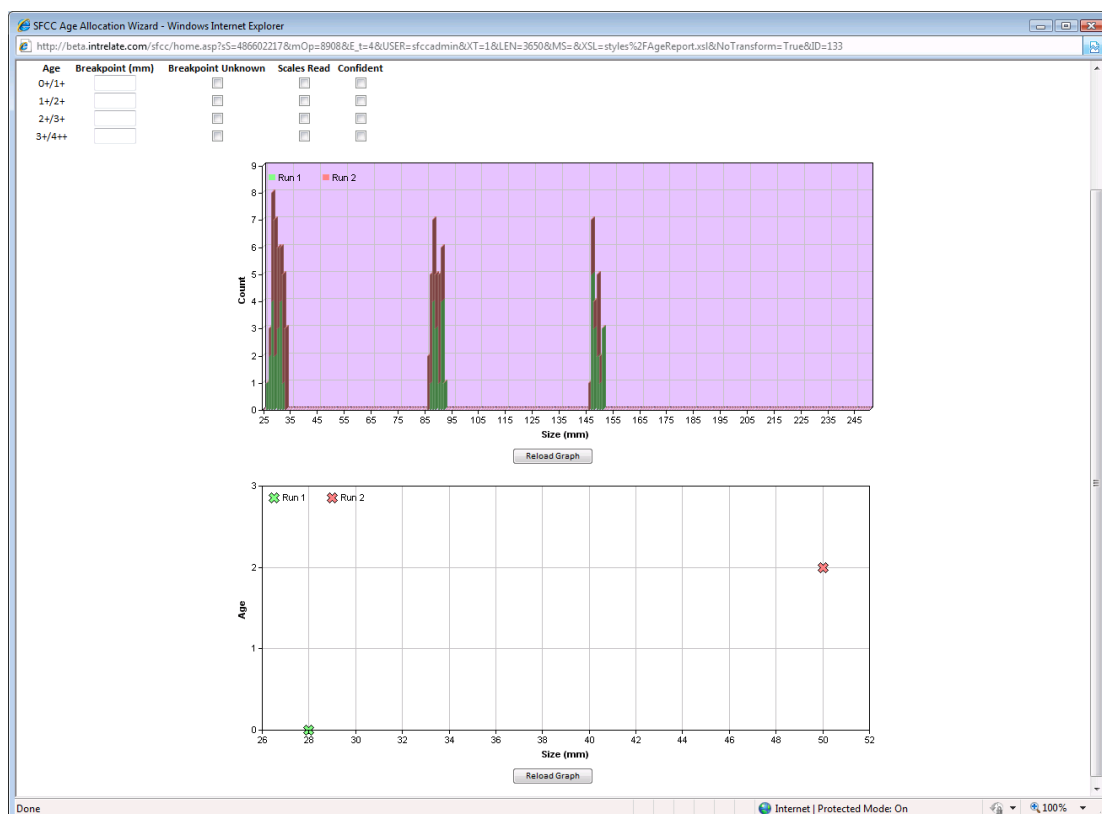 SFCC Age Allocation Wizard - Windows Internet Explorer
http://beta.intrelate.com/sfcc/home.asp?sS=486602217&mOp=8908&E_t=4&USER=sfccadmin&XT=1&LEN=3650&MS=&XSL=styles%2FAgeReport.xsl&NoTransform=True&ID=133
Age Breakpoint (mm) Breakpoint Unknown Scales Read Confident
0+/1+
1+/2+
2+/3+
3+/4++
9
Run 1 Run 2
8
7
6
5
4
3
2
1
0
Count
25 35 45 55 65 75 85 95 105 115 125 135 145 155 165 175 185 195 205 215 225 235 245
Size (mm)
Reload Graph
3
Run 1 Run 2
2
1
0
Age
26 28 30 32 34 36 38 40 42 44 46 48 50 52
Size (mm)
Reload Graph
Done Internet | Protected Mode: On 100%